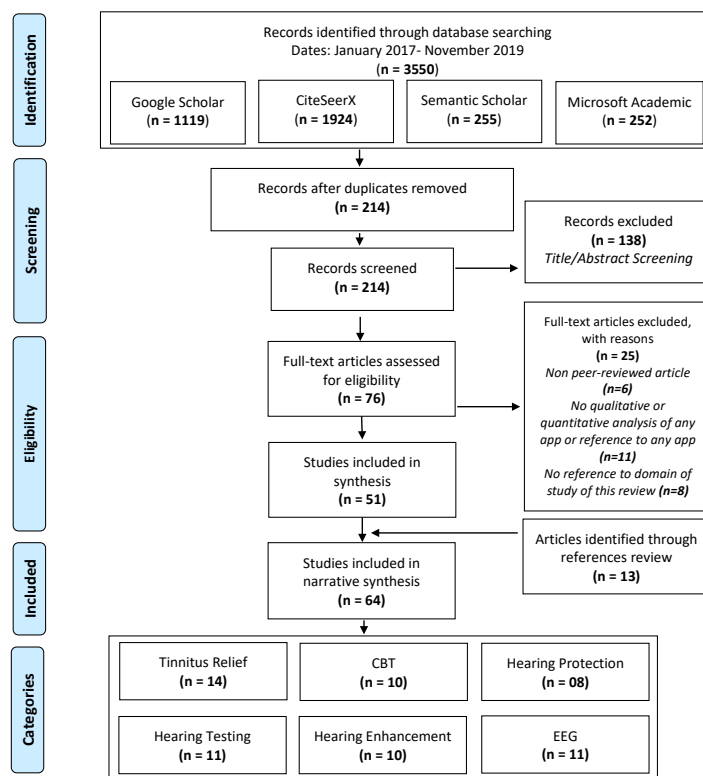 Identification
Records identified through database searching
Dates: January 2017- November 2019
(n = 3550)
Google Scholar
(n = 1119)
CiteSeerX
(n = 1924)
Semantic Scholar
(n = 255)
Microsoft Academic
(n = 252)
Screening
Records after duplicates removed
(n = 214)
Records screened
(n = 214)
Records excluded
(n = 138)
Title/Abstract Screening
Eligibility
Full-text articles assessed
for eligibility
(n = 76)
Full-text articles excluded,
with reasons
(n = 25)
Non peer-reviewed article
(n=6)
No qualitative or
quantitative analysis of any
app or reference to any app
(n=11)
No reference to domain of
study of this review (n=8)
Studies included in
synthesis
(n = 51)
Articles identified through
references review
(n = 13)
Included
Studies included in
narrative synthesis
(n = 64)
Categories
Tinnitus Relief
(n = 14)
CBT
(n = 10)
Hearing Protection
(n = 08)
Hearing Testing
(n = 11)
Hearing Enhancement
(n = 10)
EEG
(n = 11)